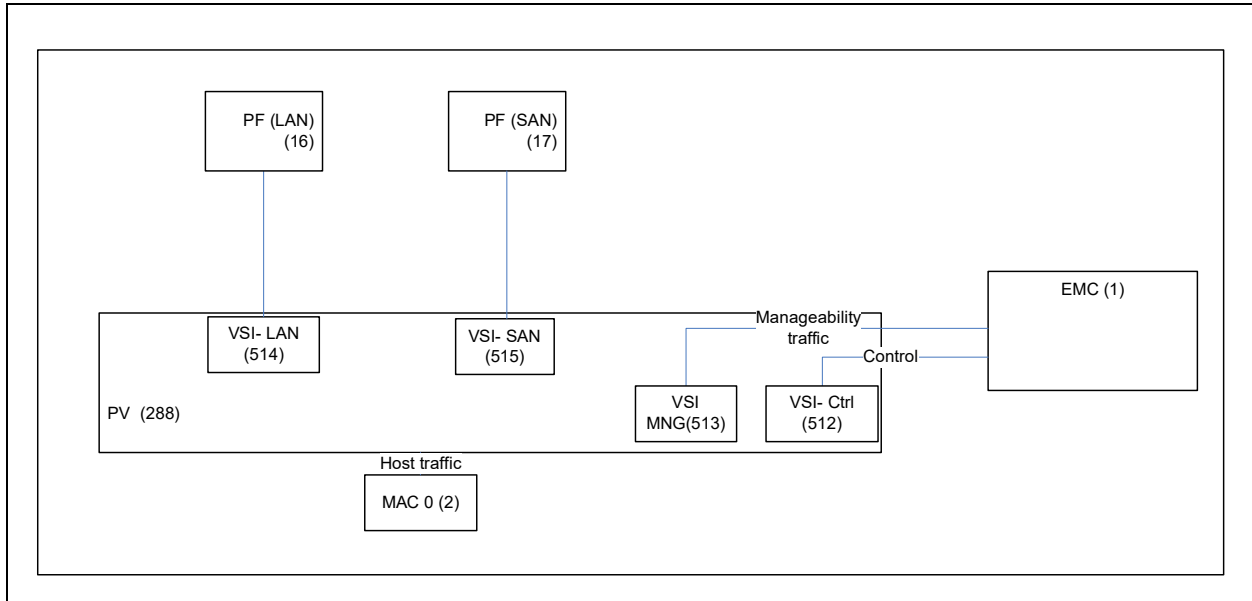 PF (LAN)
(16)
PF (SAN)
(17)
EMC (1)
Manageability
traffic
Control
VSI- LAN
(514)
VSI- SAN
(515)
VSI
MNG(513)
VSI- Ctrl
(512)
PV  (288)
Host traffic
MAC 0 (2)